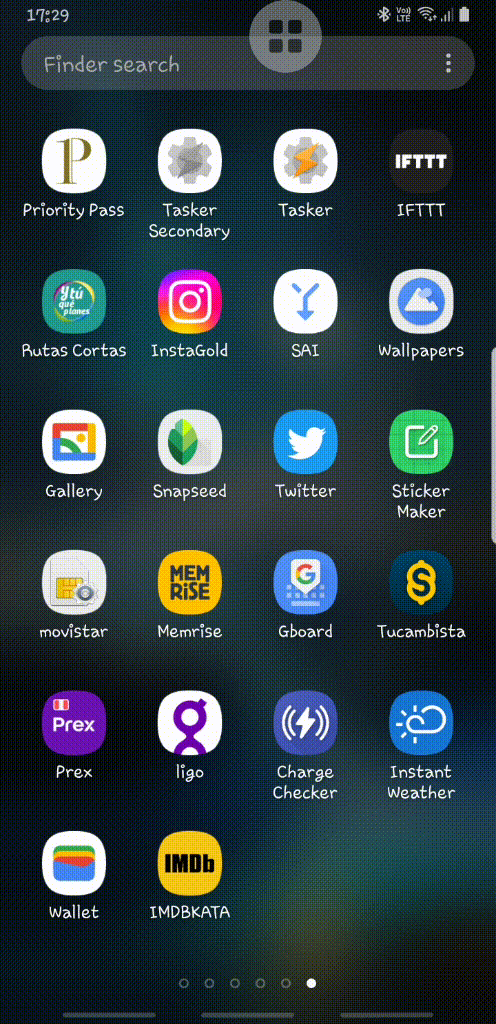 17:29
Vo))
LTE
Finder search
P
IFTTT
Priority Pass
Tasker
Secondary
Tasker
IFTTT
Y tú
qué
planes
Rutas Cortas
InstaGold
SAI
Wallpapers
Gallery
Snapseed
Twitter
Sticker
Maker
MEM
RiSE
G
S
movistar
Memrise
Gboard
Tucambista
Prex
Prex
ligo
Charge
Checker
Instant
Weather
IMDb
Wallet
IMDBKATA